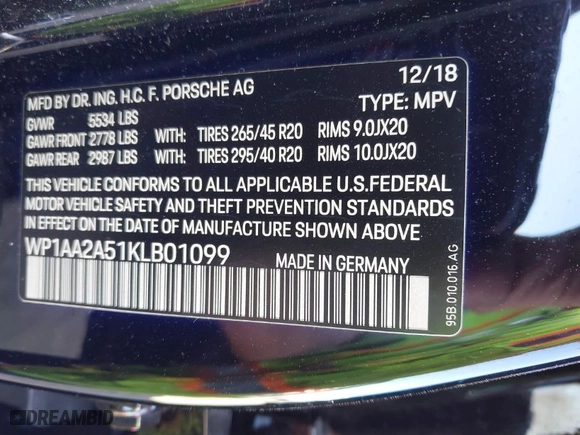 MFD BY DR. ING. H.C. F. PORSCHE AG 12/18
GVWR 5534 LBS TYPE: MPV
GAWR FRONT 2778 LBS WITH: TIRES 265/45 R20 RIMS 9.0JX20
GAWR REAR 2987 LBS WITH: TIRES 295/40 R20 RIMS 10.0JX20
THIS VEHICLE CONFORMS TO ALL APPLICABLE U.S.FEDERAL
MOTOR VEHICLE SAFETY AND THEFT PREVENTION STANDARDS
IN EFFECT ON THE DATE OF MANUFACTURE SHOWN ABOVE.
WP1AA2A51KLB01099
MADE IN GERMANY
95B.010.016.AG
DREAMBID